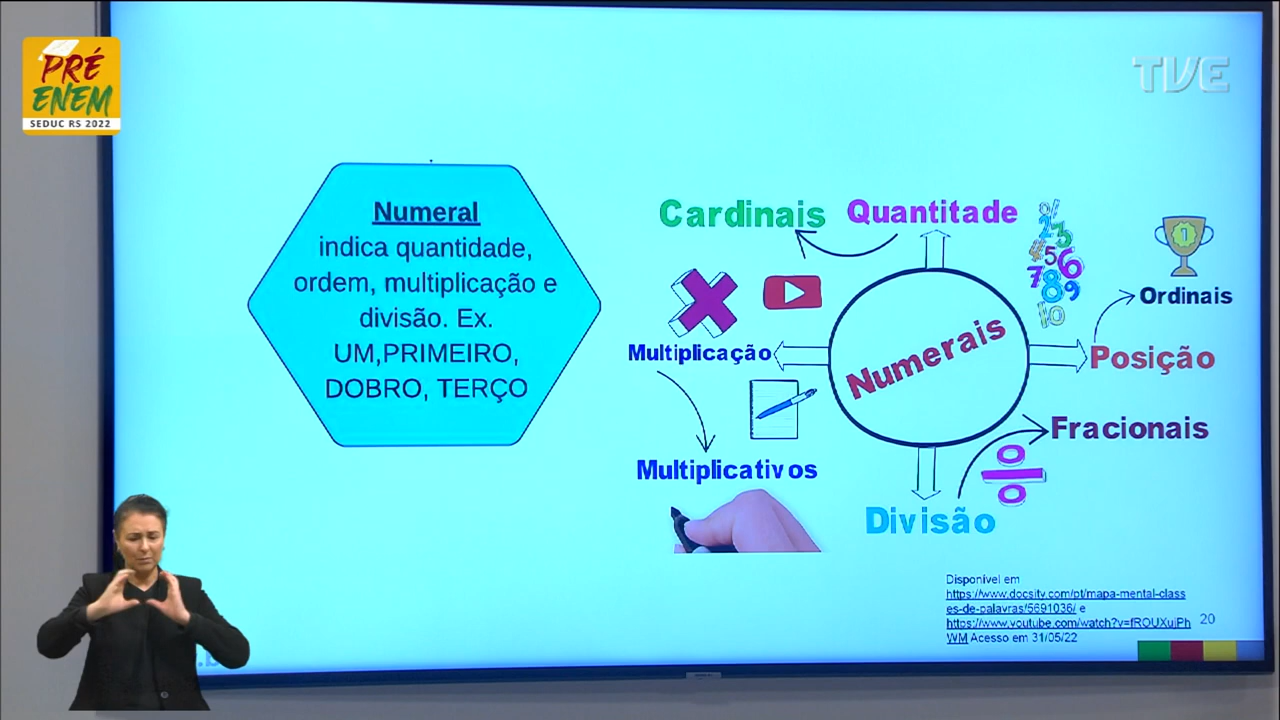 PRÉ
ENEM
SEDUC RS 2022
TVE
Numeral
indica quantidade,
ordem, multiplicação e
divisão. Ex.
UM,PRIMEIRO,
DOBRO, TERÇO
Cardinais
Quantitade
Ordinais
Multiplicação
Numerais
Posição
Fracionais
Multiplicativos
Divisão
Disponível em
https://www.docsity.com/pt/mapa-mental-class
es-de-palavras/5691036/ e
https://www.youtube.com/watch?v=fROUXujPh
WM Acesso em 31/05/22
20